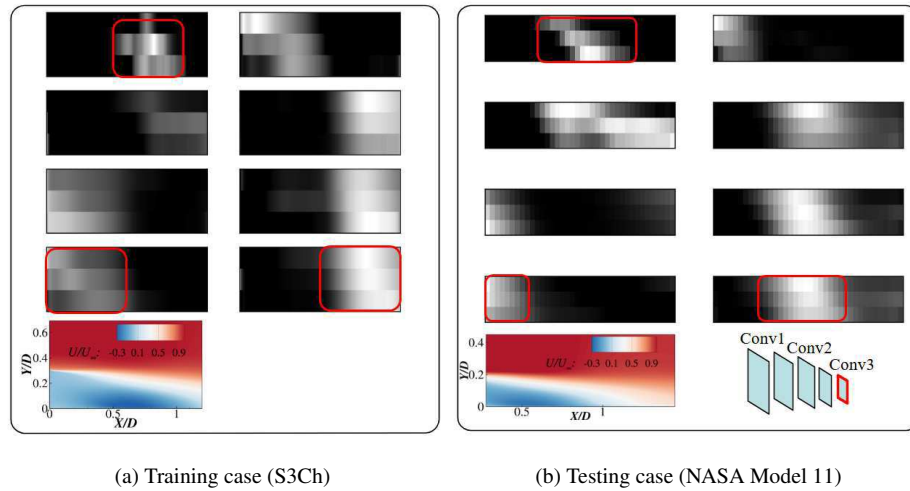 0.6
0.4
0.2
0
Y/D
U/U∞: -0.3 0.1 0.5 0.9
0 0.5 1
X/D
0.4
0.2
0
Y/D
U/U∞: -0.3 0.1 0.5 0.9
0.5 1
X/D
Conv1
Conv2
Conv3
(a) Training case (S3Ch)
(b) Testing case (NASA Model 11)